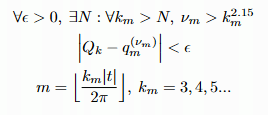 ∀ϵ > 0, ∃N : ∀k_m > N, ν_m > k_m^{2.15}
|Q_k − q_m^{(ν_m)}| < ϵ
m = ⌊k_m|t| / 2π⌋, k_m = 3, 4, 5...